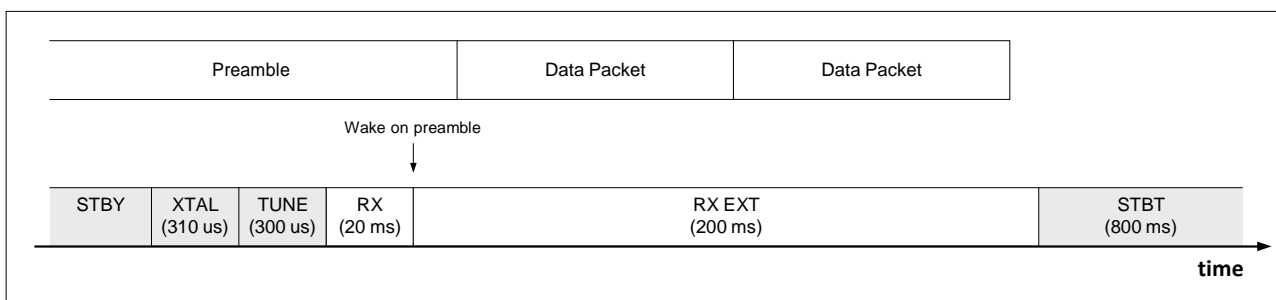 Preamble
Data Packet
Data Packet
Wake on preamble
STBY
XTAL
(310 us)
TUNE
(300 us)
RX
(20 ms)
RX EXT
(200 ms)
STBT
(800 ms)
time